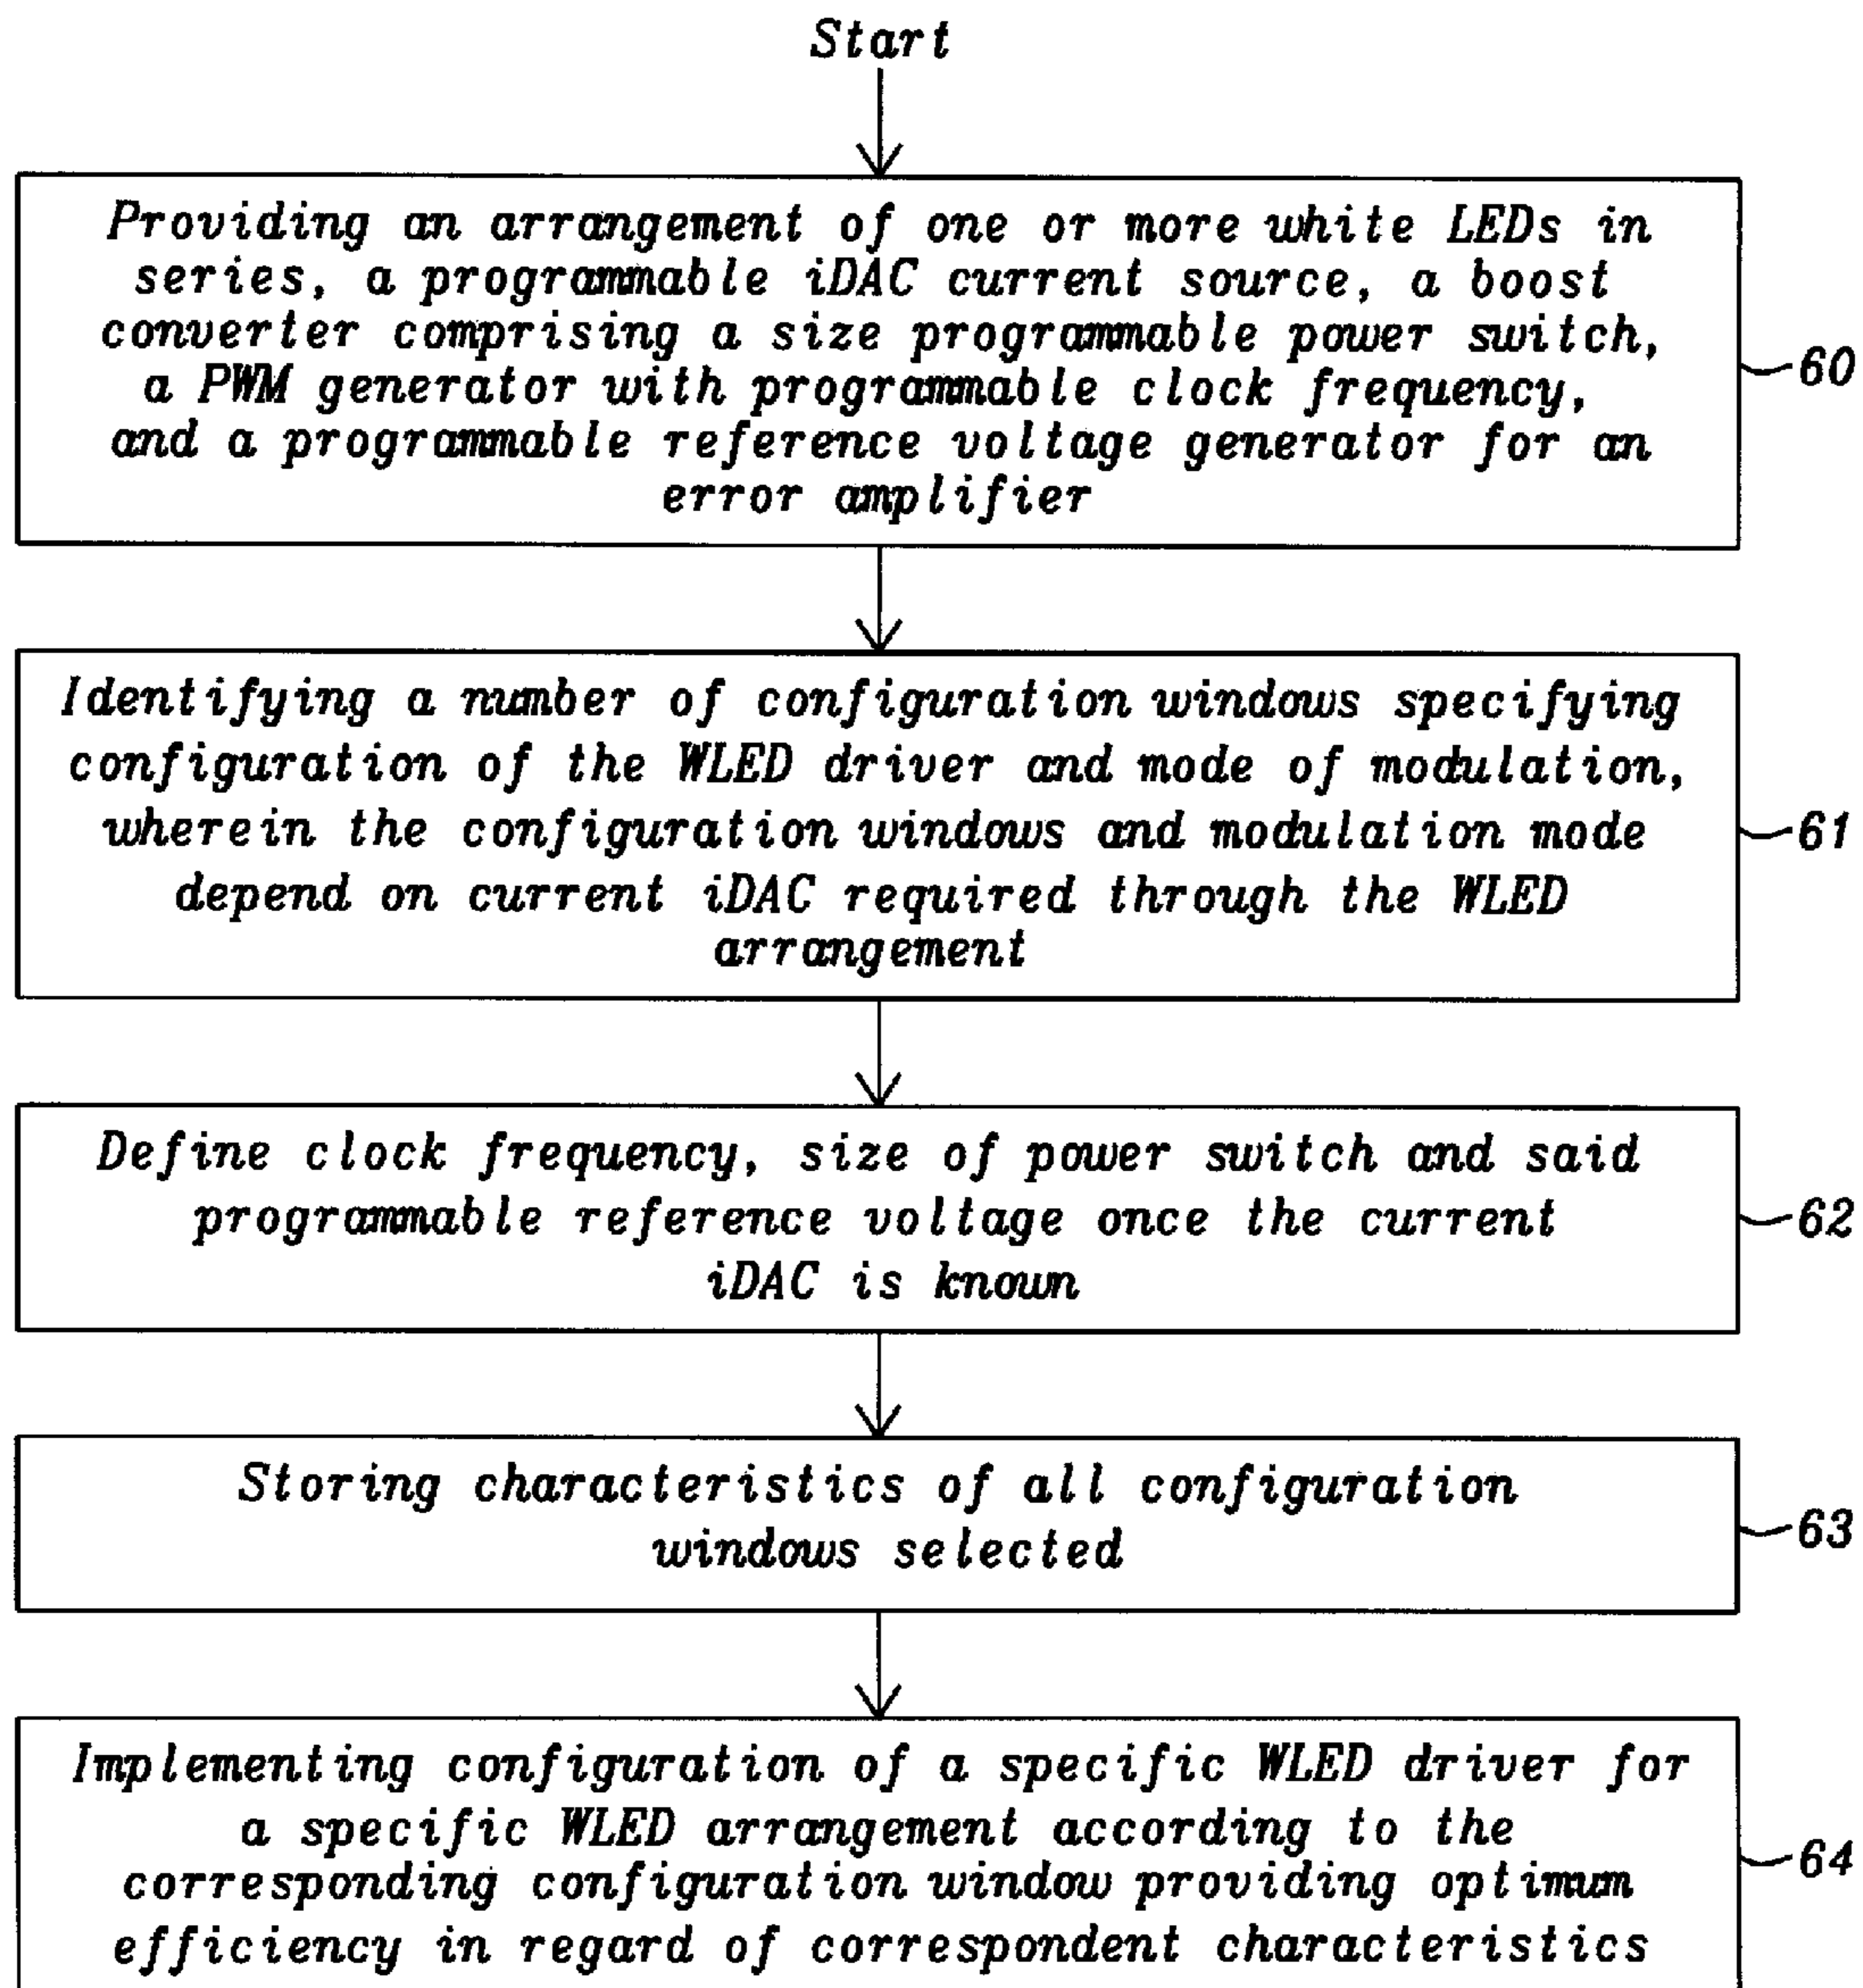 Start
Providing an arrangement of one or more white LEDs in
series, a programmable iDAC current source, a boost
converter comprising a size programmable power switch,
a PWM generator with programmable clock frequency,
and a programmable reference voltage generator for an
error amplifier
60
Identifying a number of configuration windows specifying
configuration of the WLED driver and mode of modulation,
wherein the configuration windows and modulation mode
depend on current iDAC required through the WLED
arrangement
61
Define clock frequency, size of power switch and said
programmable reference voltage once the current
iDAC is known
62
Storing characteristics of all configuration
windows selected
63
Implementing configuration of a specific WLED driver for
a specific WLED arrangement according to the
corresponding configuration window providing optimum
efficiency in regard of correspondent characteristics
64